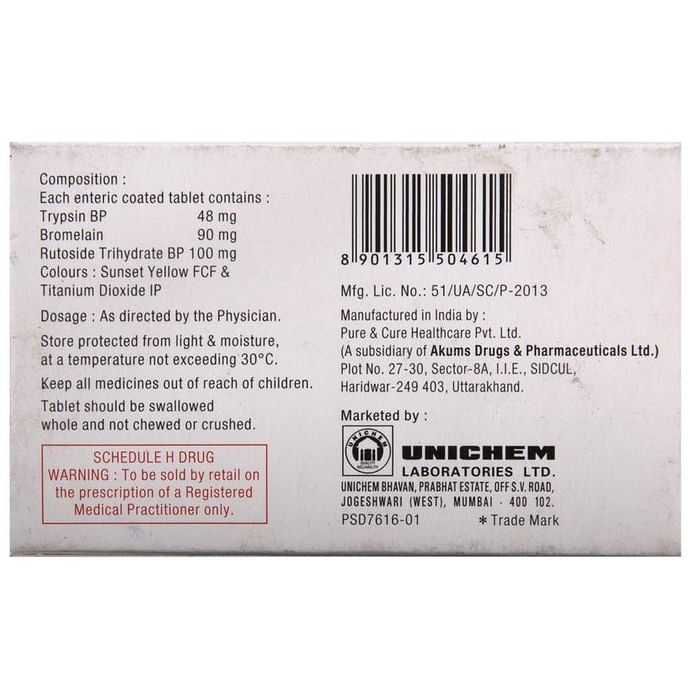 Composition :
Each enteric coated tablet contains :
Trypsin BP 48 mg
Bromelain 90 mg
Rutoside Trihydrate BP 100 mg
Colours : Sunset Yellow FCF &
Titanium Dioxide IP
Dosage : As directed by the Physician.
Store protected from light & moisture,
at a temperature not exceeding 30°C.
Keep all medicines out of reach of children.
Tablet should be swallowed
whole and not chewed or crushed.
SCHEDULE H DRUG
WARNING : To be sold by retail on
the prescription of a Registered
Medical Practitioner only.
8 901315 504615
Mfg. Lic. No.: 51/UA/SC/P-2013
Manufactured in India by :
Pure & Cure Healthcare Pvt. Ltd.
(A subsidiary of Akums Drugs & Pharmaceuticals Ltd.)
Plot No. 27-30, Sector-8A, I.I.E., SIDCUL,
Haridwar-249 403, Uttarakhand.
Marketed by :
UNICHEM
QUALITY
RELIABILITY
UNICHEM
LABORATORIES LTD.
UNICHEM BHAVAN, PRABHAT ESTATE, OFF S.V. ROAD,
JOGESHWARI (WEST), MUMBAI - 400 102.
PSD7616-01 * Trade Mark